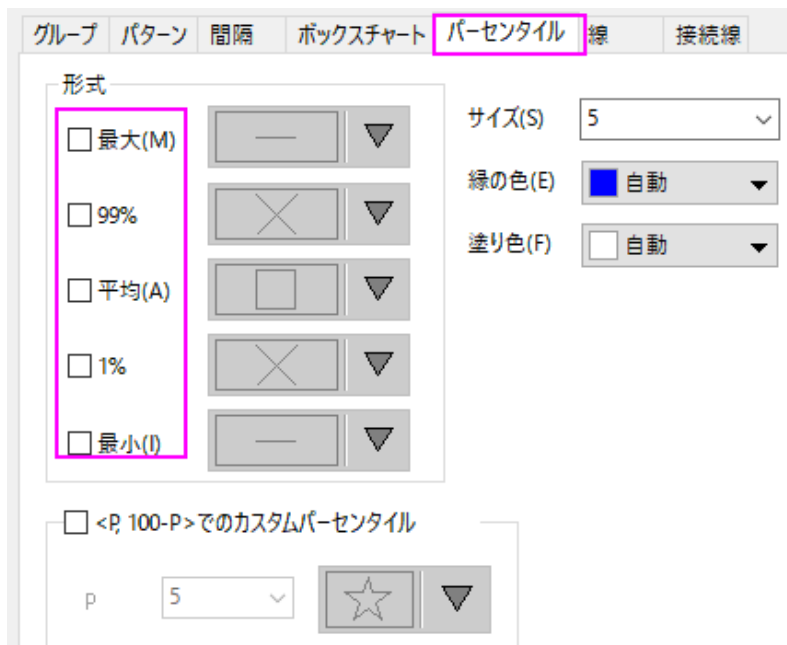 グループ パターン 間隔 ボックスチャート パーセンタイル 線 接続線
形式
最大(M)
99%
平均(A)
1%
最小(I)
サイズ(S) 5
縁の色(E) 自動
塗り色(F) 自動
<P, 100-P>でのカスタムパーセンタイル
p 5